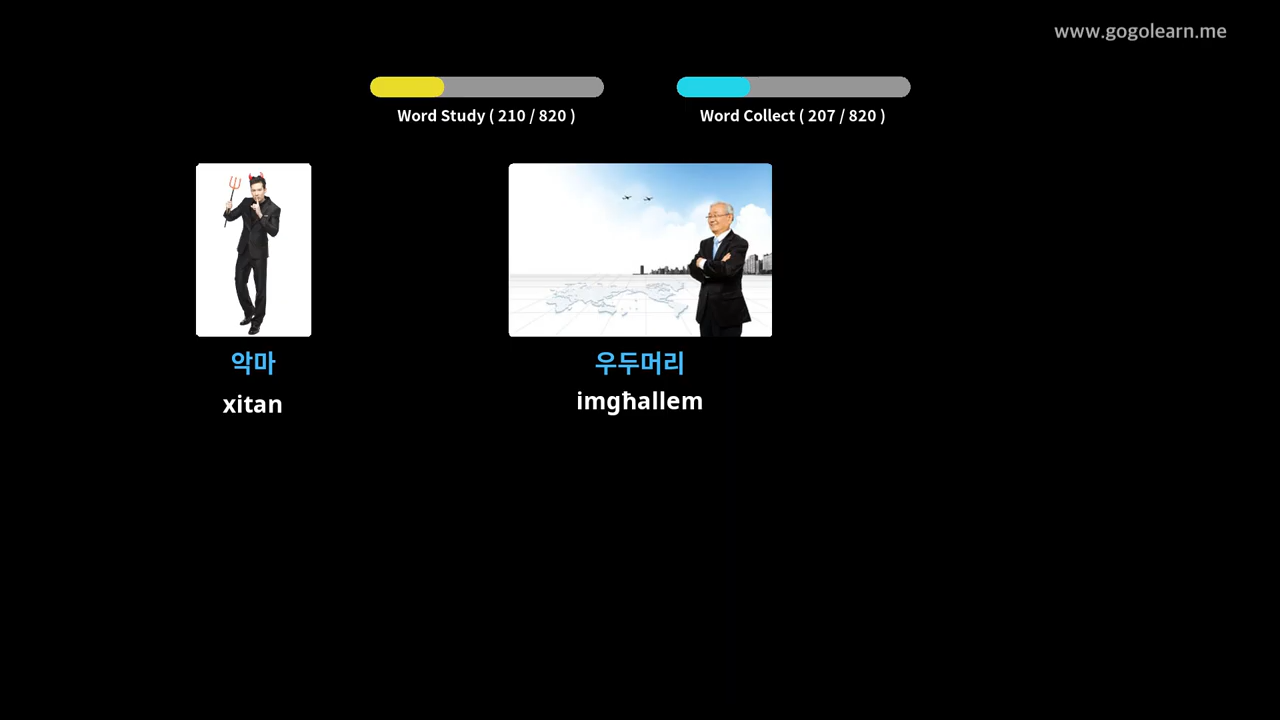 www.gogolearn.me
Word Study ( 210 / 820 )
Word Collect ( 207 / 820 )
악마
우두머리
xitan
imgħallem